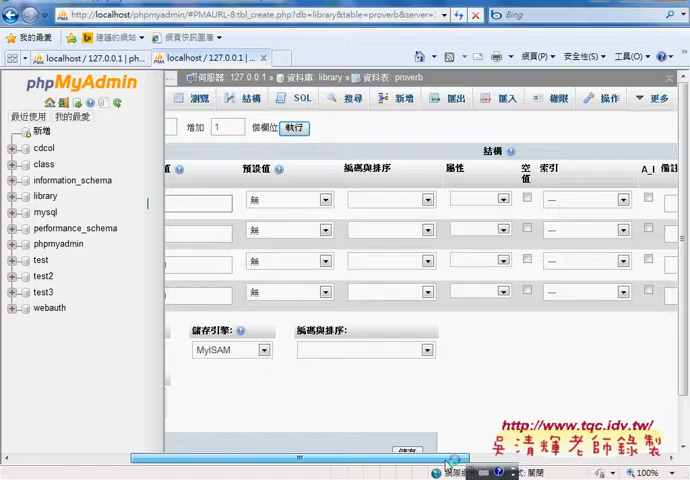 http://localhost/phpmyadmin/#PMAURL-8:tbl_create.php?db=library&table=proverb&server=
Bing
我的最愛
建議的網站
網頁快訊圖庫
localhost / 127.0.0.1 | ph...
localhost / 127.0.0.1 | p...
網頁(P)
安全性(S)
工具(O)
phpMyAdmin
伺服器: 127.0.0.1 » 資料庫: library » 資料表: proverb
瀏覽 結構 SQL 搜尋 新增 匯出 匯入 權限 操作 更多
最近使用 我的最愛
新增
cdcol
class
information_schema
library
mysql
performance_schema
phpmyadmin
test
test2
test3
webauth
增加 1 個欄位 執行
結構
值 預設值 編碼與排序 屬性 空值 索引 A_I 備註
無 ---
無 ---
無 ---
無 ---
儲存引擎: 編碼與排序:
MyISAM
儲存
http://www.tqc.idv.tw/
吳清輝老師錄製
關閉
100%